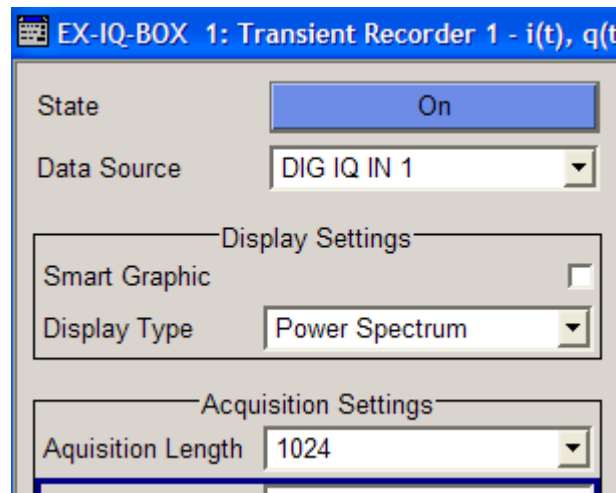 EX-IQ-BOX 1: Transient Recorder 1 - i(t), q(t
State On
Data Source DIG IQ IN 1
Display Settings
Smart Graphic
Display Type Power Spectrum
Acquisition Settings
Aquisition Length 1024